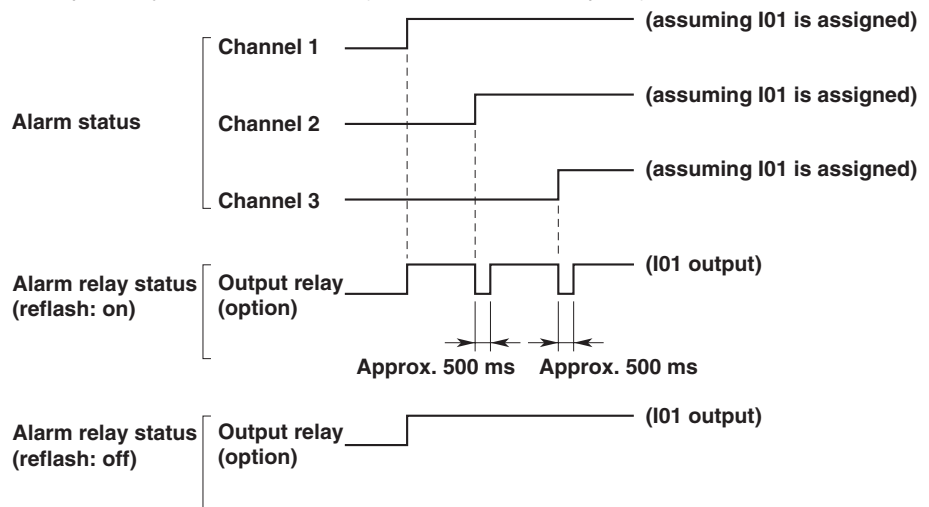 (assuming I01 is assigned)
Channel 1
(assuming I01 is assigned)
Alarm status
Channel 2
(assuming I01 is assigned)
Channel 3
Alarm relay status
(reflash: on)
Output relay
(option)
(I01 output)
Approx. 500 ms
Approx. 500 ms
Alarm relay status
(reflash: off)
Output relay
(option)
(I01 output)